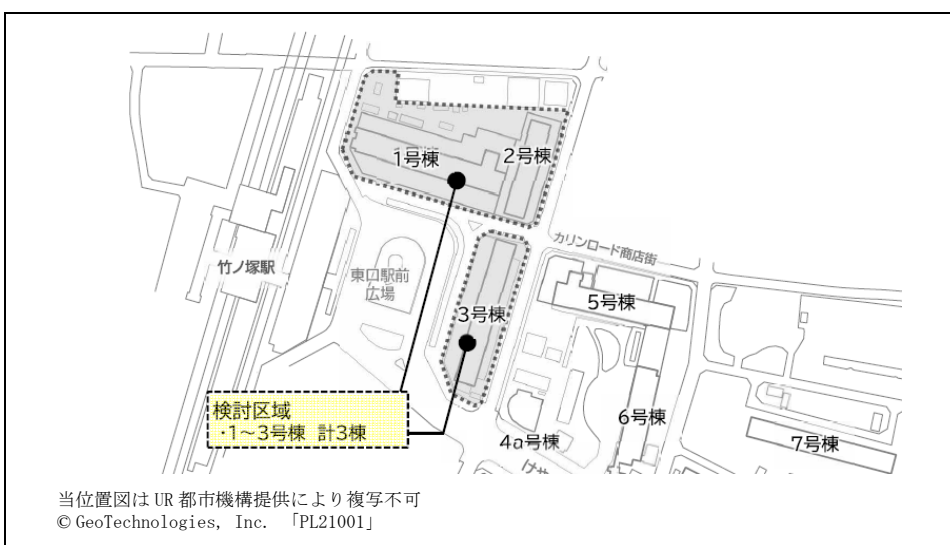 1号棟
2号棟
カリンロード商店街
竹ノ塚駅
東口駅前
広場
3号棟
5号棟
検討区域
・1～3号棟 計3棟
4a号棟
6号棟
7号棟
当位置図は UR 都市機構提供により複写不可
© GeoTechnologies, Inc. 「PL21001」